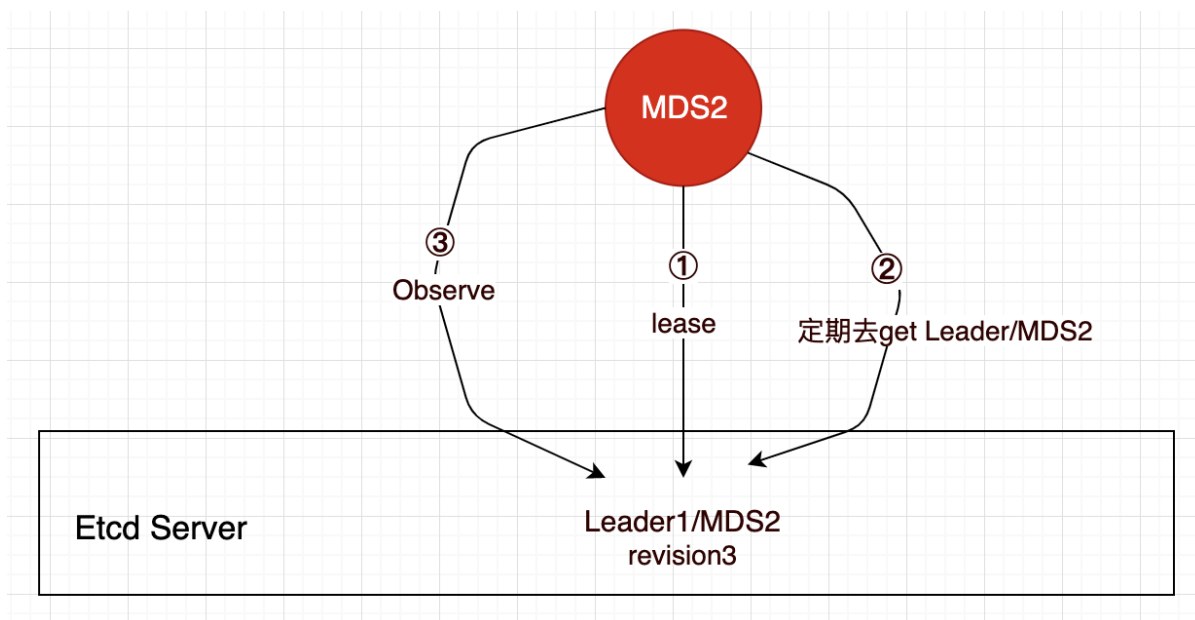 MDS2
③
Observe
①
lease
②
定期去get Leader/MDS2
Etcd Server
Leader1/MDS2
revision3